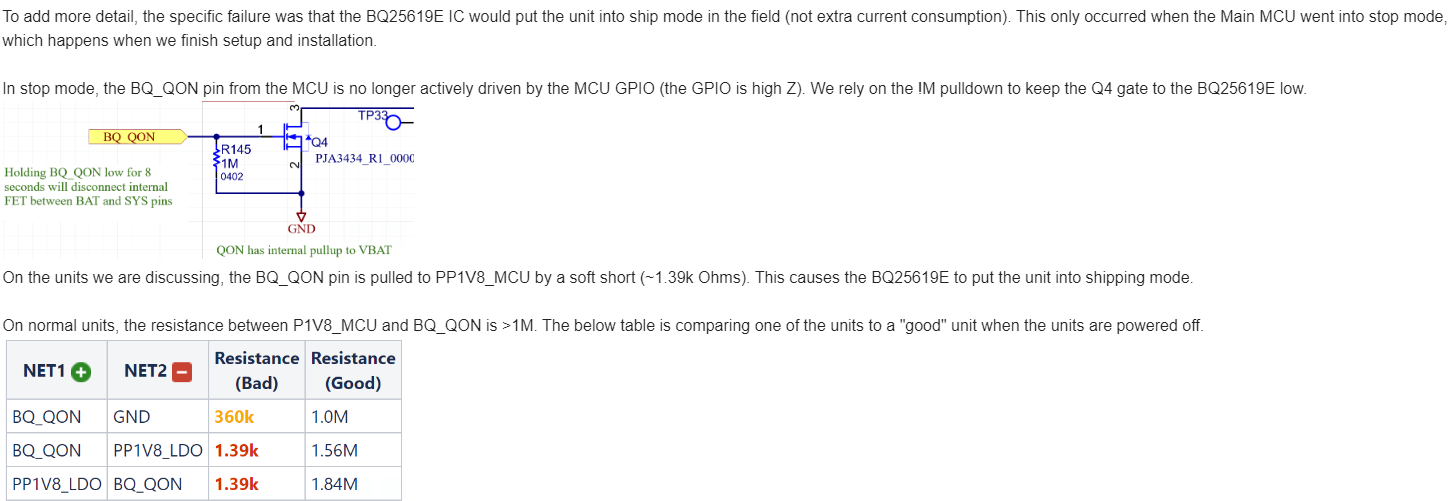 To add more detail, the specific failure was that the BQ25619E IC would put the unit into ship mode in the field (not extra current consumption). This only occurred when the Main MCU went into stop mode,
which happens when we finish setup and installation.
In stop mode, the BQ_QON pin from the MCU is no longer actively driven by the MCU GPIO (the GPIO is high Z). We rely on the !M pulldown to keep the Q4 gate to the BQ25619E low.
BQ_QON
Holding BQ_QON low for 8
seconds will disconnect internal
FET between BAT and SYS pins
R145
1M
0402
1
3
2
TP33
Q4
PJA3434_R1_0000
GND
QON has internal pullup to VBAT
On the units we are discussing, the BQ_QON pin is pulled to PP1V8_MCU by a soft short (~1.39k Ohms). This causes the BQ25619E to put the unit into shipping mode.
On normal units, the resistance between P1V8_MCU and BQ_QON is >1M. The below table is comparing one of the units to a "good" unit when the units are powered off.
NET1 + NET2 - Resistance (Bad) Resistance (Good)
BQ_QON GND 360k 1.0M
BQ_QON PP1V8_LDO 1.39k 1.56M
PP1V8_LDO BQ_QON 1.39k 1.84M